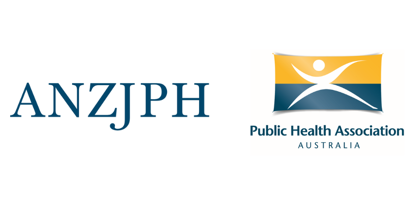 ANZJPH
Public Health Association
AUSTRALIA